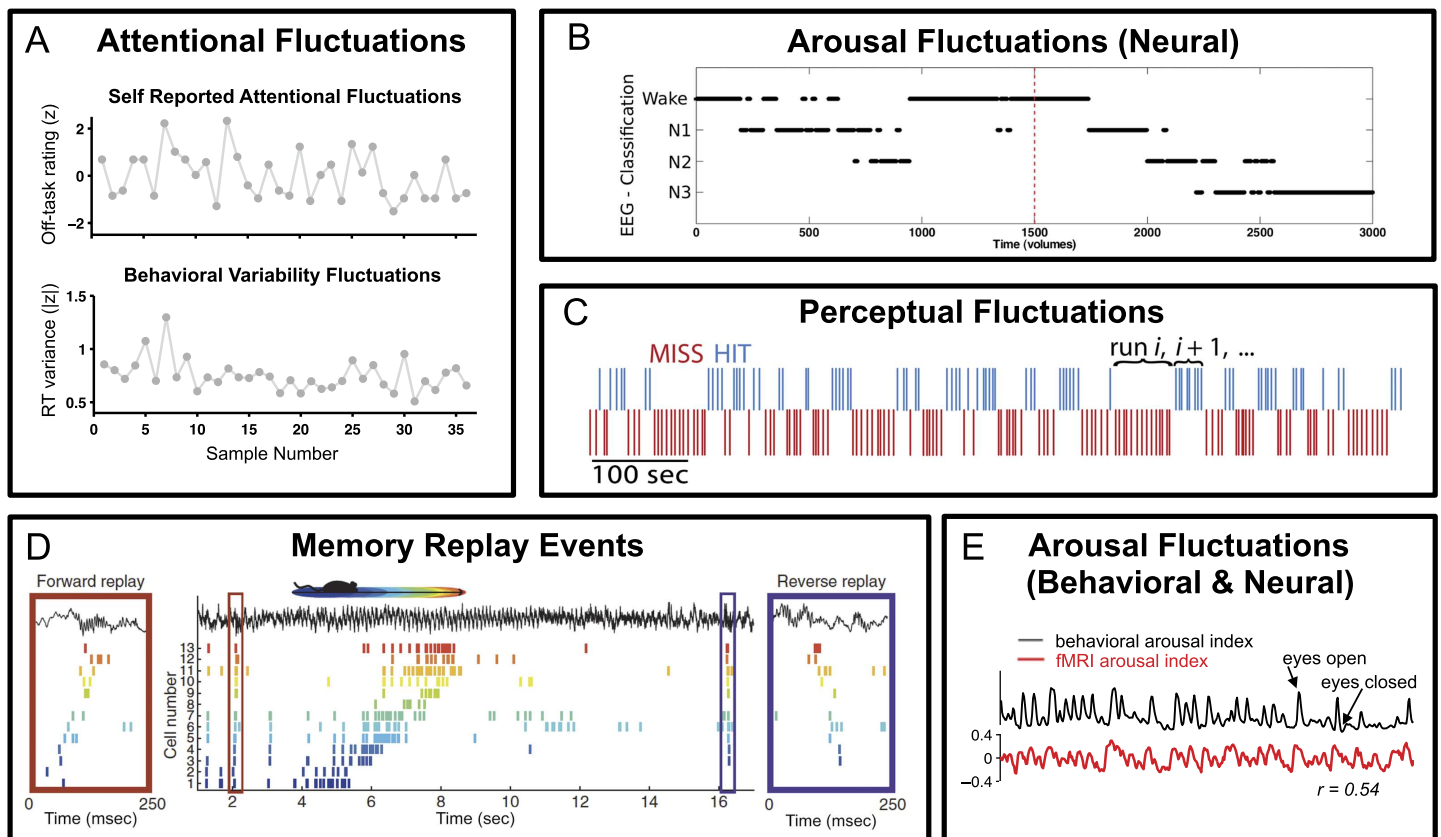 A
Attentional Fluctuations
Self Reported Attentional Fluctuations
Off-task rating (z)
2
0
−2
Behavioral Variability Fluctuations
RT variance (|z|)
1.5
1
0.5
0 5 10 15 20 25 30 35
Sample Number
B
Arousal Fluctuations (Neural)
EEG - Classification
Wake
N1
N2
N3
0 500 1000 1500 2000 2500 3000
Time (volumes)
C
Perceptual Fluctuations
MISS HIT
run i, i + 1, ...
100 sec
D
Memory Replay Events
Forward replay
0 250
Time (msec)
Cell number
13
12
11
10
9
8
7
6
5
4
3
2
1
2 4 6 8 10 12 14 16
Time (sec)
Reverse replay
0 250
Time (msec)
E
Arousal Fluctuations
(Behavioral & Neural)
behavioral arousal index
fMRI arousal index
eyes open
eyes closed
0.4
0
−0.4
r = 0.54